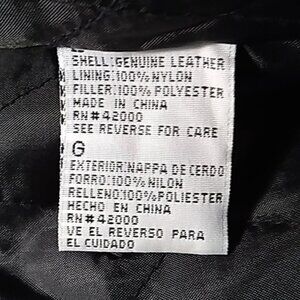 SHELL:GENUINE LEATHER
LINING:100%NYLON
FILLER:100% POLYESTER
MADE IN CHINA
RN#42000
SEE REVERSE FOR CARE
G
EXTERIOR:NAPPA DE CERDO
FORRO:100%NILON
RELLENO:100%POLIESTER
HECHO EN CHINA
RN#42000
VE EL REVERSO PARA
EL CUIDADO